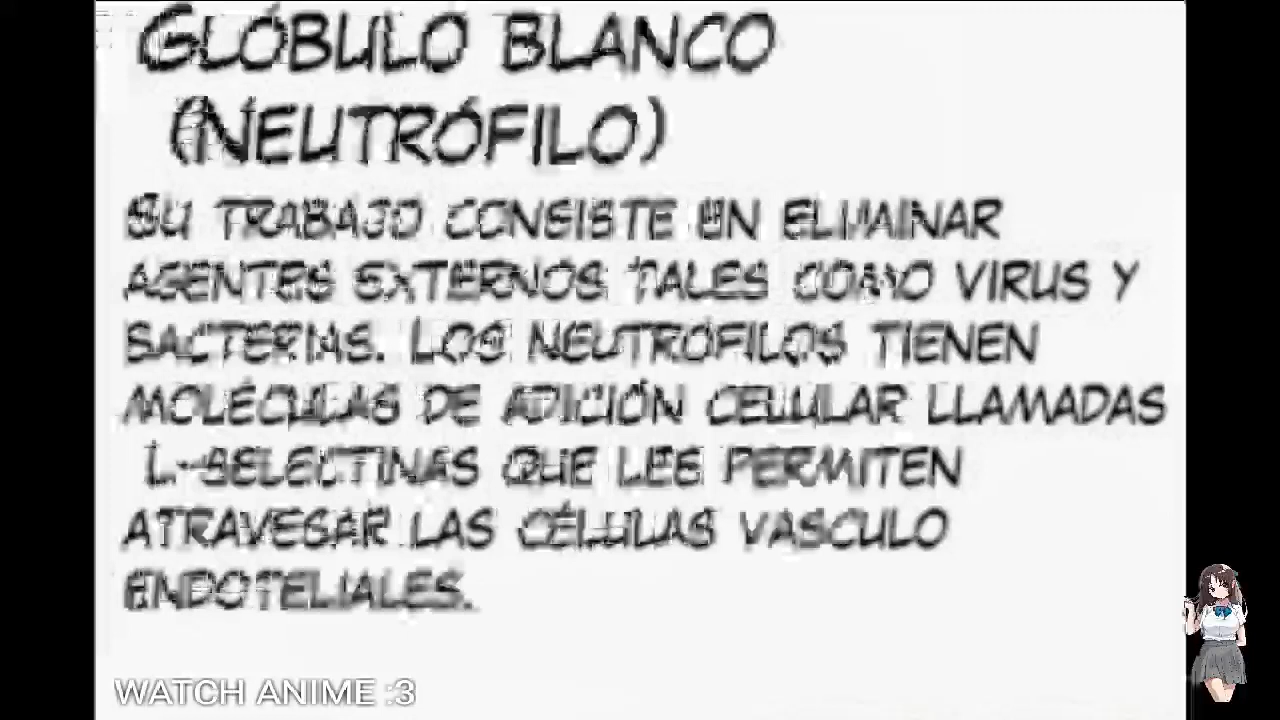 GLÓBULO BLANCO
(NEUTRÓFILO)
SU TRABAJO CONSISTE EN ELIMINAR
AGENTES EXTERNOS TALES COMO VIRUS Y
BACTERIAS. LOS NEUTRÓFILOS TIENEN
MOLÉCULAS DE ADICIÓN CELULAR LLAMADAS
L-SELECTINAS QUE LES PERMITEN
ATRAVESAR LAS CÉLULAS VASCULO
ENDOTELIALES.
WATCH ANIME :3